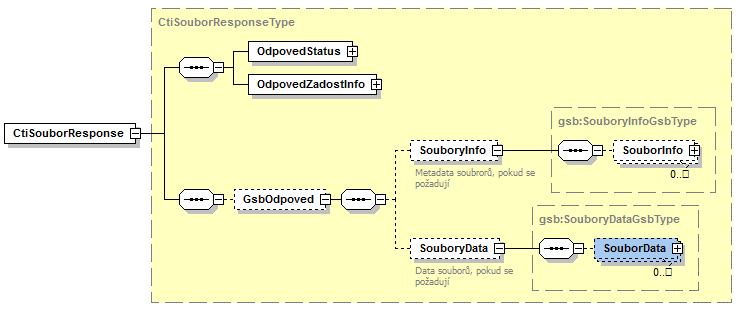 CtiSouborResponseType
OdpovedStatus
OdpovedZadostInfo
CtiSouborResponse
gsb:SouboryInfoGsbType
SouboryInfo
SouborInfo
Metadata soubrorů, pokud se
požadují
0..
GsbOdpoved
gsb:SouboryDataGsbType
SouboryData
SouborData
Data souborů, pokud se
požadují
0..